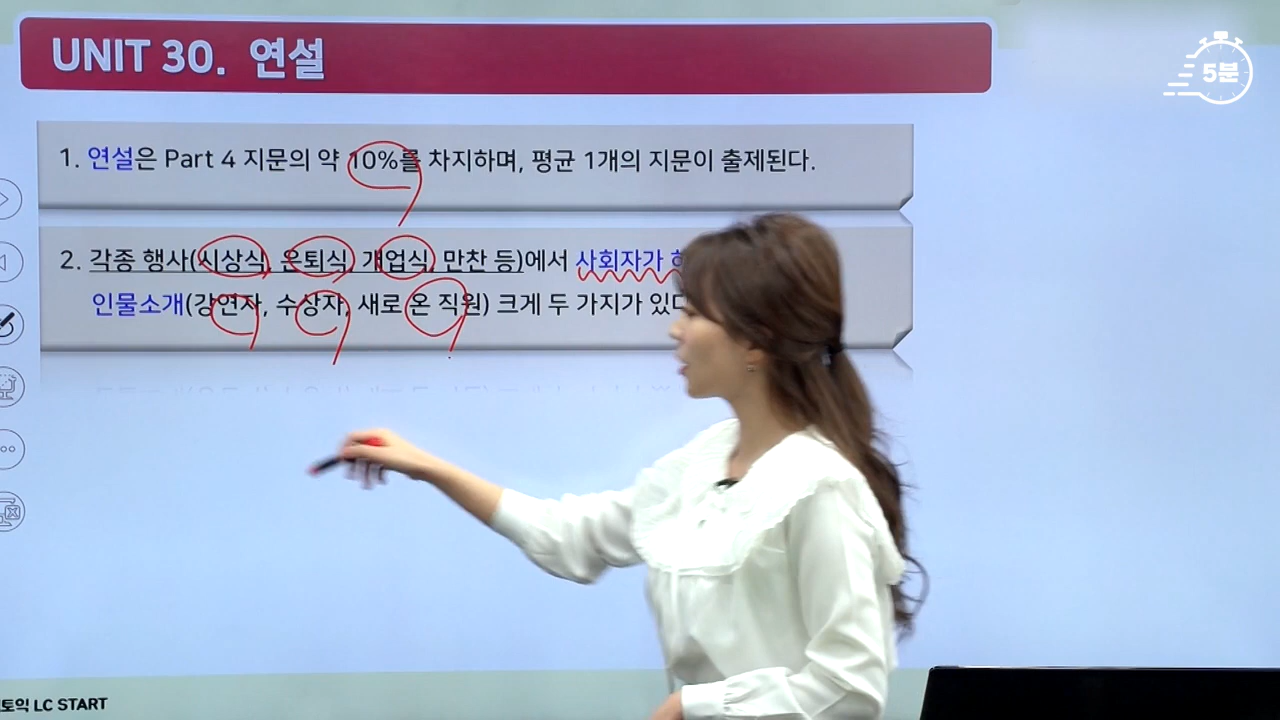 UNIT 30. 연설
5분
1. 연설은 Part 4 지문의 약 10%를 차지하며, 평균 1개의 지문이 출제된다.
2. 각종 행사(시상식, 은퇴식, 개업식, 만찬 등)에서 사회자가
인물소개(강연자, 수상자, 새로 온 직원) 크게 두 가지가 있다
토익 LC START